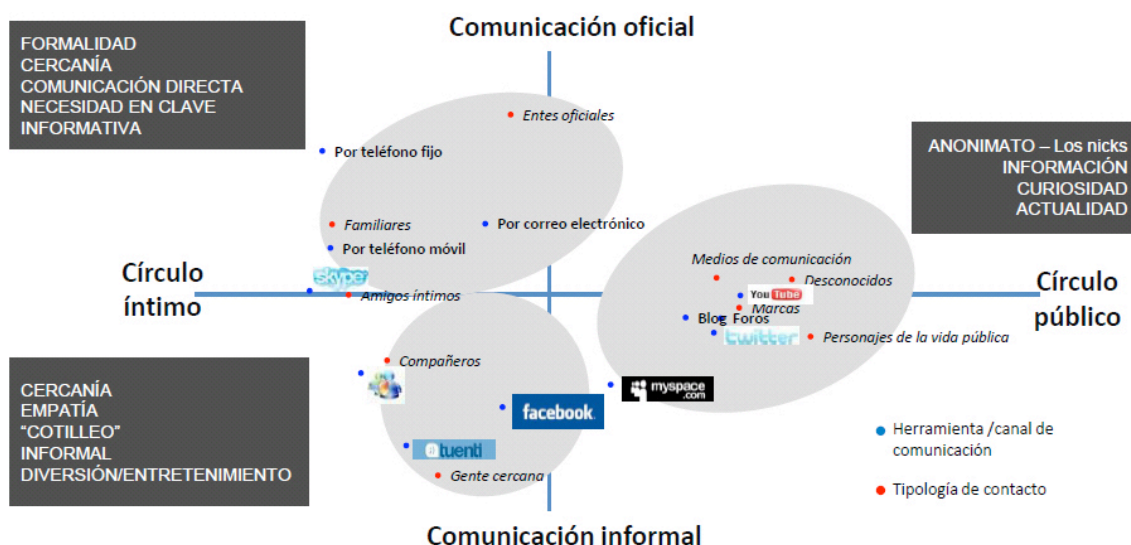 Comunicación oficial
FORMALIDAD
CERCANÍA
COMUNICACIÓN DIRECTA
NECESIDAD EN CLAVE
INFORMATIVA
Entes oficiales
Por teléfono fijo
ANONIMATO – Los nicks
INFORMACIÓN
CURIOSIDAD
ACTUALIDAD
Familiares
Por correo electrónico
Por teléfono móvil
Medios de comunicación
Círculo
íntimo
skype
Amigos íntimos
Desconocidos
YouTube
Marcas
Blog Foros
twitter
Personajes de la vida pública
Círculo
público
Compañeros
CERCANÍA
EMPATÍA
“COTILLEO”
INFORMAL
DIVERSIÓN/ENTRETENIMIENTO
myspace
.com
facebook
tuenti
Gente cercana
Herramienta /canal de
comunicación
Tipología de contacto
Comunicación informal